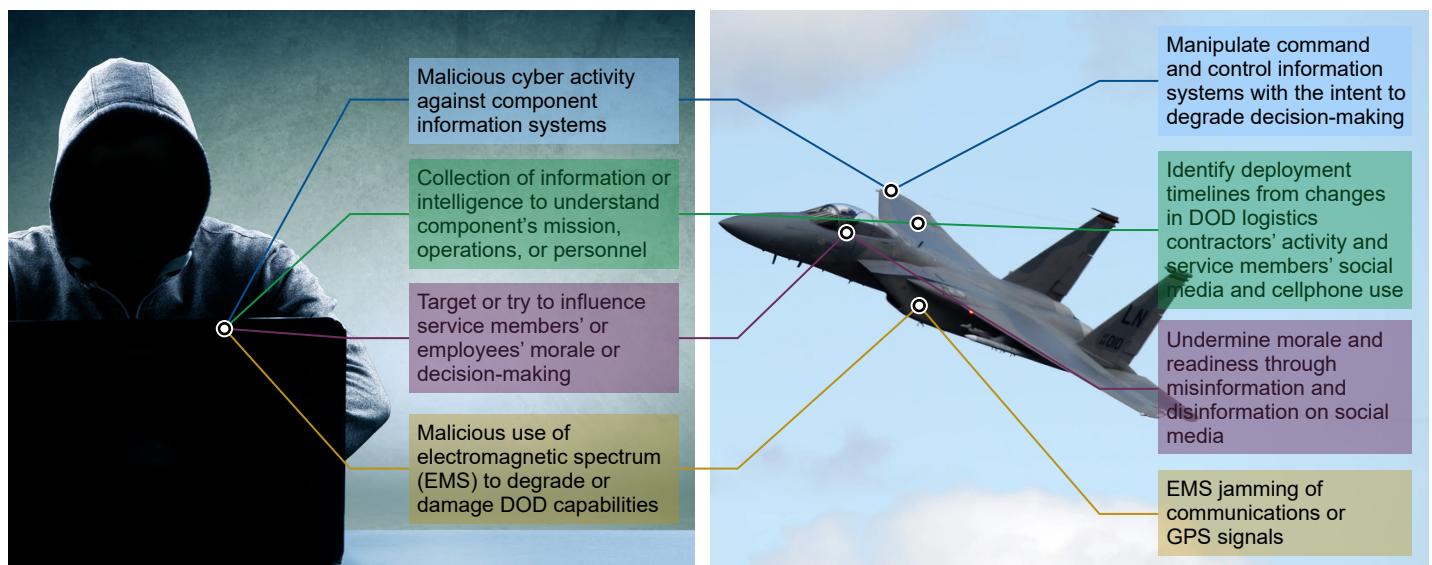 Malicious cyber activity
against component
information systems
Collection of information or
intelligence to understand
component's mission,
operations, or personnel
Target or try to influence
service members' or
employees' morale or
decision-making
Malicious use of
electromagnetic spectrum
(EMS) to degrade or
damage DOD capabilities
Manipulate command
and control information
systems with the intent to
degrade decision-making
Identify deployment
timelines from changes
in DOD logistics
contractors' activity and
service members' social
media and cellphone use
Undermine morale and
readiness through
misinformation and
disinformation on social
media
EMS jamming of
communications or
GPS signals
LN
010